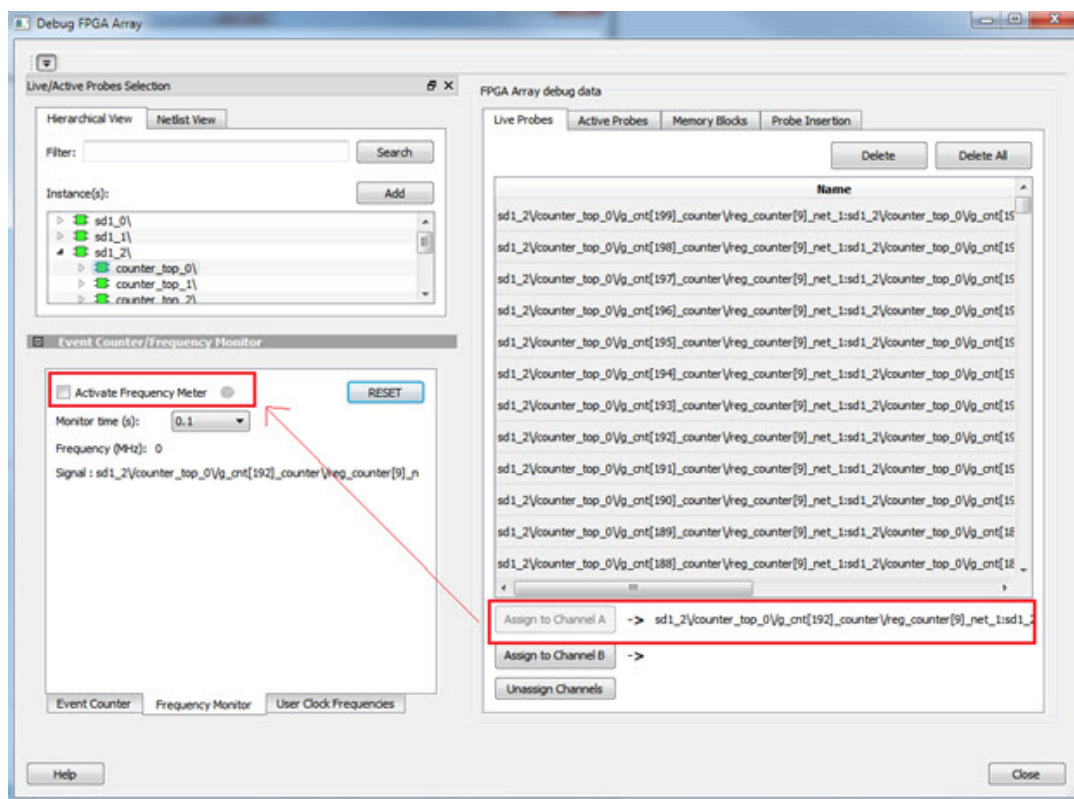 Debug FPGA Array
Live/Active Probes Selection
Hierarchical View Netlist View
Filter: Search
Instance(s): Add
sd1_0\
sd1_1\
sd1_2\
counter_top_0\
counter_top_1\
counter_top_2\
Event Counter/Frequency Monitor
Activate Frequency Meter RESET
Monitor time (s): 0.1
Frequency (MHz): 0
Signal : sd1_2\/counter_top_0\/g_cnt[192]_counter\/reg_counter[9]_n
Event Counter Frequency Monitor User Clock Frequencies
FPGA Array debug data
Live Probes Active Probes Memory Blocks Probe Insertion
Delete Delete All
Name
sd1_2\/counter_top_0\/g_cnt[199]_counter\/reg_counter[9]_net_1:sd1_2\/counter_top_0\/g_cnt[19
sd1_2\/counter_top_0\/g_cnt[198]_counter\/reg_counter[9]_net_1:sd1_2\/counter_top_0\/g_cnt[19
sd1_2\/counter_top_0\/g_cnt[197]_counter\/reg_counter[9]_net_1:sd1_2\/counter_top_0\/g_cnt[19
sd1_2\/counter_top_0\/g_cnt[196]_counter\/reg_counter[9]_net_1:sd1_2\/counter_top_0\/g_cnt[19
sd1_2\/counter_top_0\/g_cnt[195]_counter\/reg_counter[9]_net_1:sd1_2\/counter_top_0\/g_cnt[19
sd1_2\/counter_top_0\/g_cnt[194]_counter\/reg_counter[9]_net_1:sd1_2\/counter_top_0\/g_cnt[19
sd1_2\/counter_top_0\/g_cnt[193]_counter\/reg_counter[9]_net_1:sd1_2\/counter_top_0\/g_cnt[19
sd1_2\/counter_top_0\/g_cnt[192]_counter\/reg_counter[9]_net_1:sd1_2\/counter_top_0\/g_cnt[19
sd1_2\/counter_top_0\/g_cnt[191]_counter\/reg_counter[9]_net_1:sd1_2\/counter_top_0\/g_cnt[19
sd1_2\/counter_top_0\/g_cnt[190]_counter\/reg_counter[9]_net_1:sd1_2\/counter_top_0\/g_cnt[19
sd1_2\/counter_top_0\/g_cnt[189]_counter\/reg_counter[9]_net_1:sd1_2\/counter_top_0\/g_cnt[18
sd1_2\/counter_top_0\/g_cnt[188]_counter\/reg_counter[9]_net_1:sd1_2\/counter_top_0\/g_cnt[18
Assign to Channel A -> sd1_2\/counter_top_0\/g_cnt[192]_counter\/reg_counter[9]_net_1:sd1_2
Assign to Channel B ->
Unassign Channels
Help Close